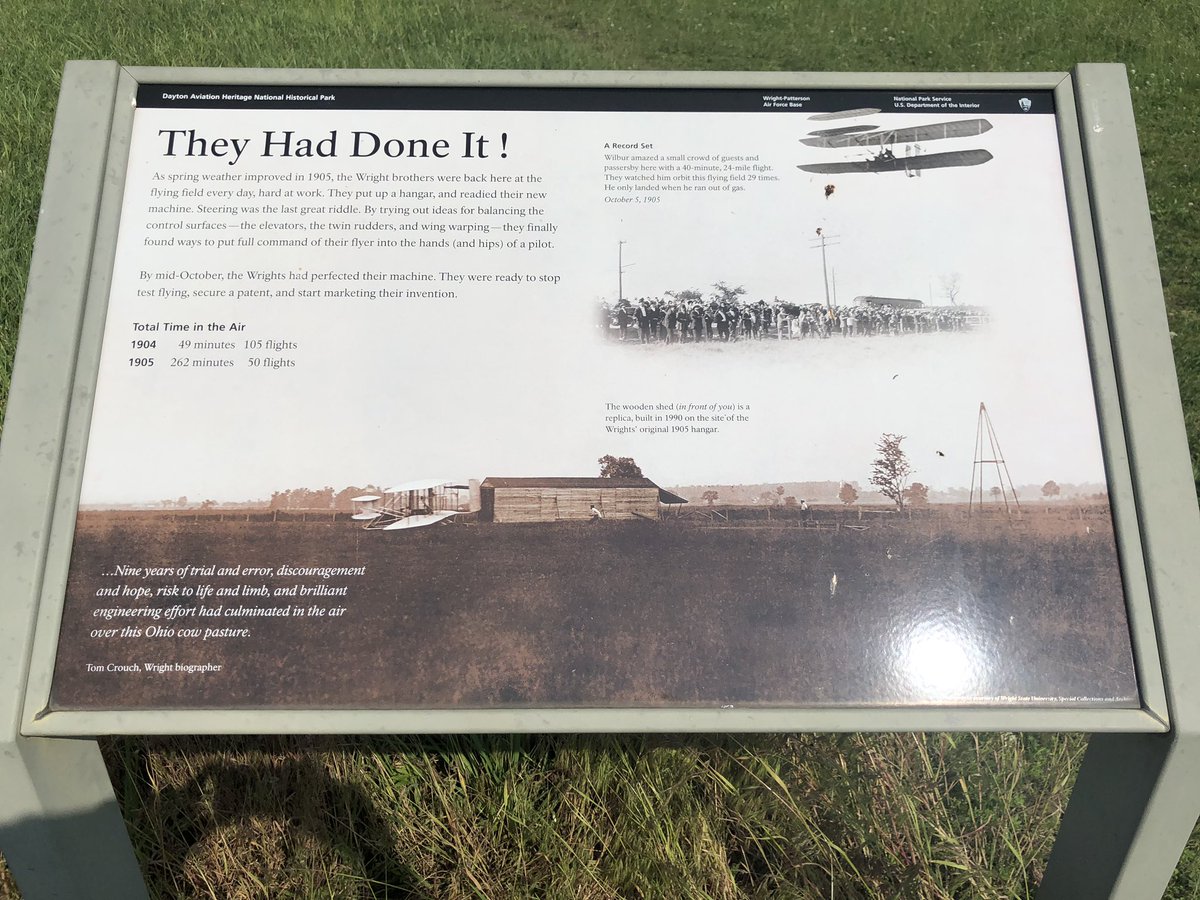 Dayton Aviation Heritage National Historical Park
Wright-Patterson
Air Force Base
National Park Service
U.S. Department of the Interior
They Had Done It !
As spring weather improved in 1905, the Wright brothers were back here at the
flying field every day, hard at work. They put up a hangar, and readied their new
machine. Steering was the last great riddle. By trying out ideas for balancing the
control surfaces—the elevators, the twin rudders, and wing warping—they finally
found ways to put full command of their flyer into the hands (and hips) of a pilot.
By mid-October, the Wrights had perfected their machine. They were ready to stop
test flying, secure a patent, and start marketing their invention.
Total Time in the Air
1904 49 minutes 105 flights
1905 262 minutes 50 flights
A Record Set
Wilbur amazed a small crowd of guests and
passersby here with a 40-minute, 24-mile flight.
They watched him orbit this flying field 29 times.
He only landed when he ran out of gas.
October 5, 1905
The wooden shed (in front of you) is a
replica, built in 1990 on the site of the
Wrights' original 1905 hangar.
...Nine years of trial and error, discouragement
and hope, risk to life and limb, and brilliant
engineering effort had culminated in the air
over this Ohio cow pasture.
Tom Crouch, Wright biographer
courtesy of Wright State University, Special Collections and